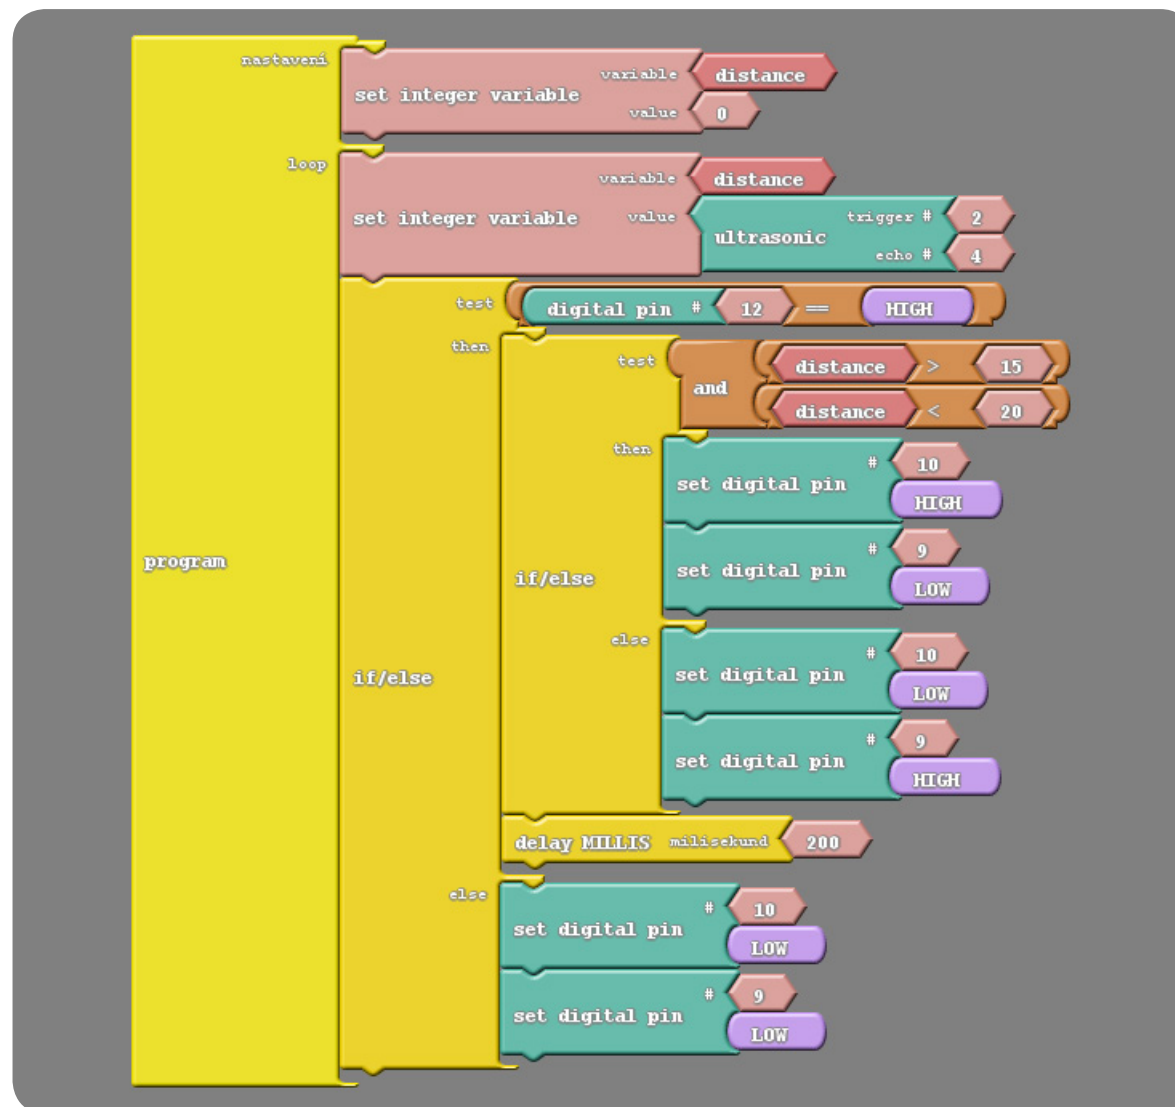 nastavení
variable distance
set integer variable
value 0
loop
variable distance
set integer variable value
trigger # 2
ultrasonic
echo # 4
test digital pin # 12 == HIGH
then
test
distance > 15
and
distance < 20
then
# 10
set digital pin
HIGH
# 9
program
if/else
set digital pin
LOW
else
# 10
if/else
set digital pin
LOW
# 9
set digital pin
HIGH
delay MILLIS milisekund 200
else
# 10
set digital pin
LOW
# 9
set digital pin
LOW